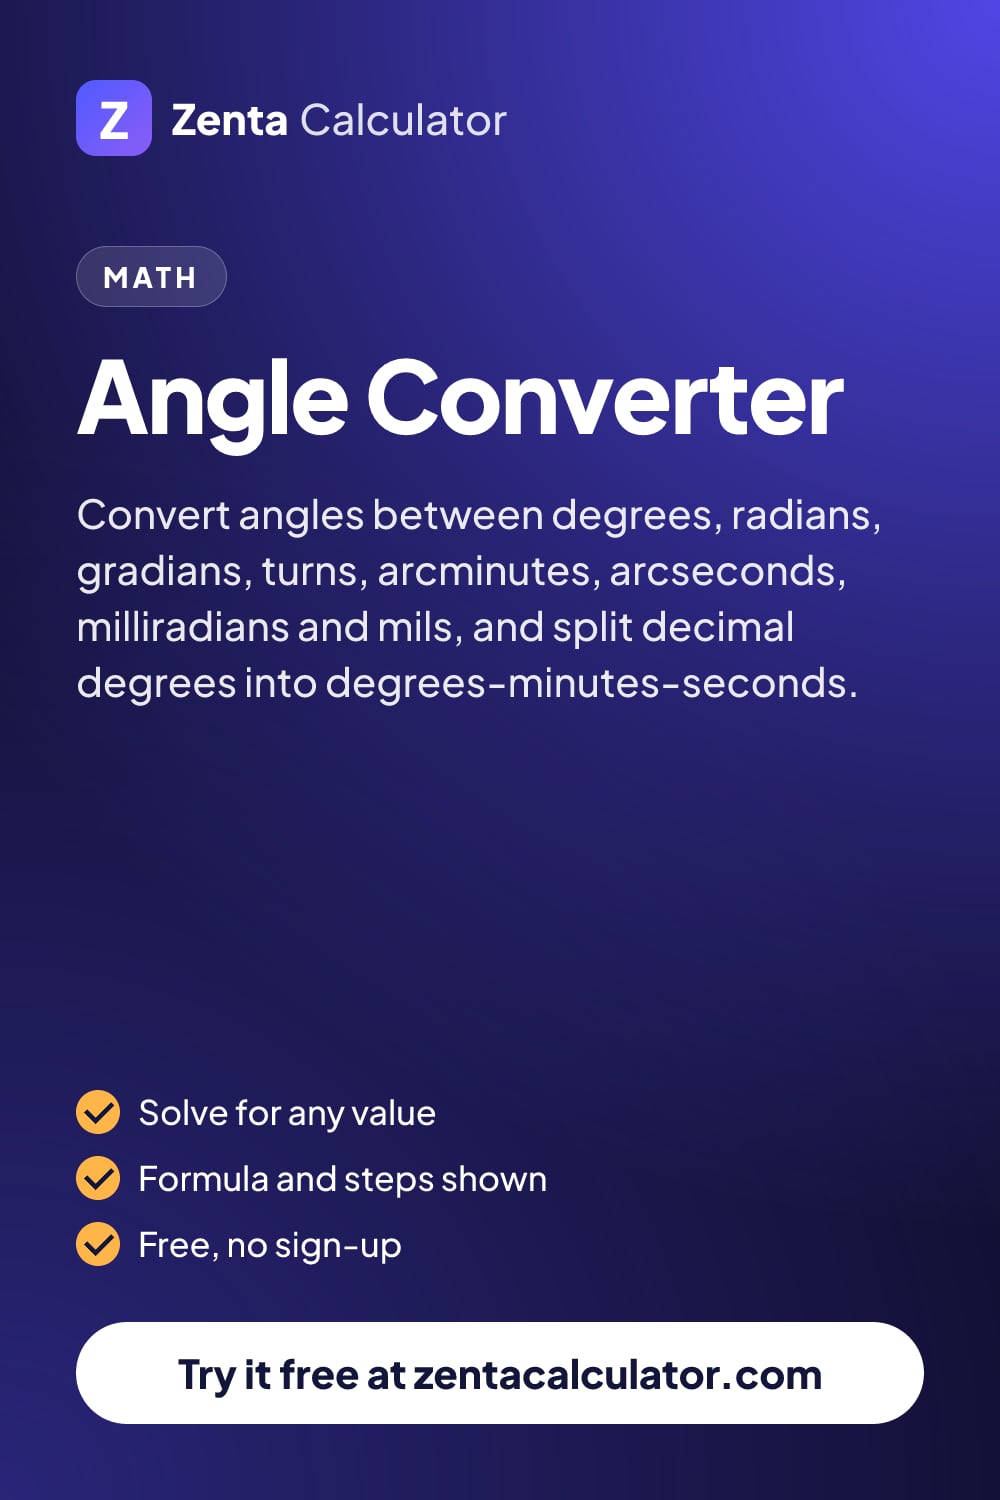 Z
Zenta Calculator
MATH
Angle Converter
Convert angles between degrees, radians,
gradians, turns, arcminutes, arcseconds,
milliradians and mils, and split decimal
degrees into degrees-minutes-seconds.
Solve for any value
Formula and steps shown
Free, no sign-up
Try it free at zentacalculator.com